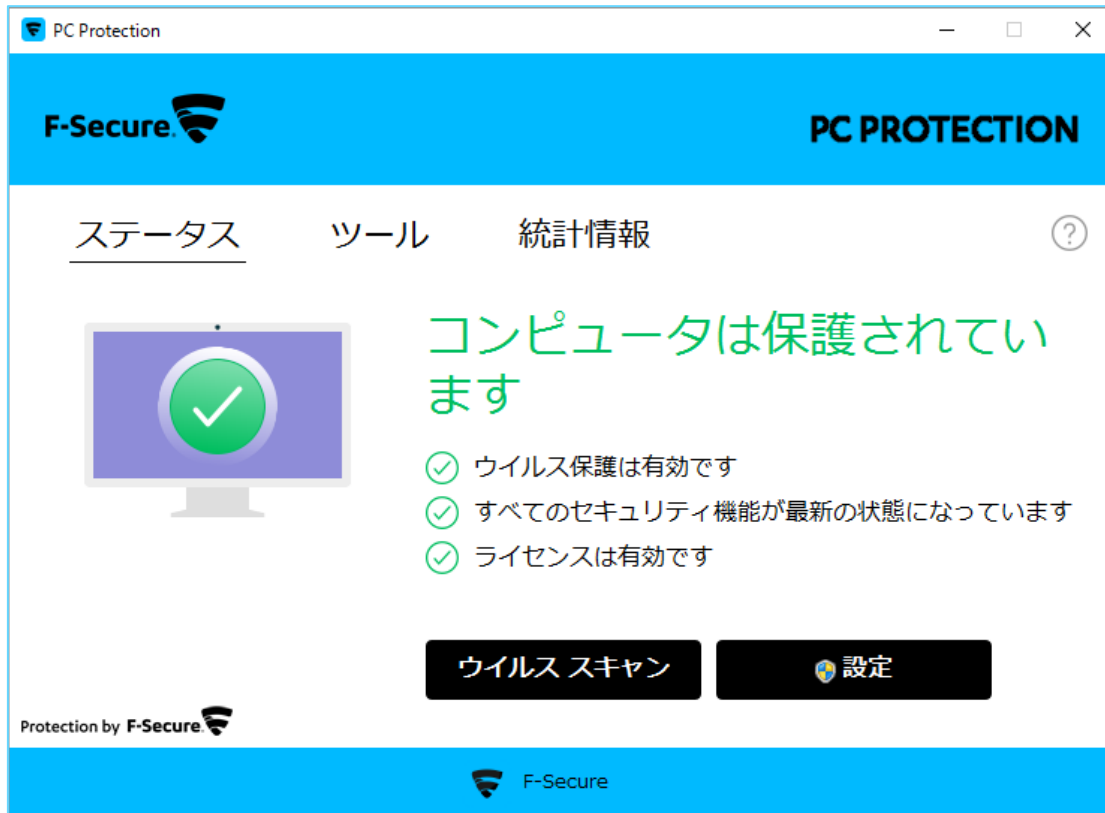 PC Protection
F-Secure. PC PROTECTION
ステータス ツール 統計情報 ?
コンピュータは保護されてい
ます
ウイルス保護は有効です
すべてのセキュリティ機能が最新の状態になっています
ライセンスは有効です
ウイルス スキャン 設定
Protection by F-Secure.
F-Secure